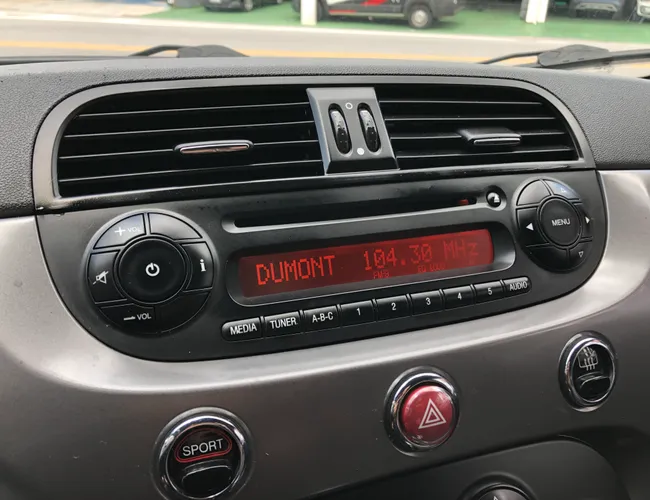 + VOL
i
MENU
DUMONT 104.30 MHz
— VOL
MEDIA TUNER A-B-C 1 2 3 4 5 AUDIO
SPORT